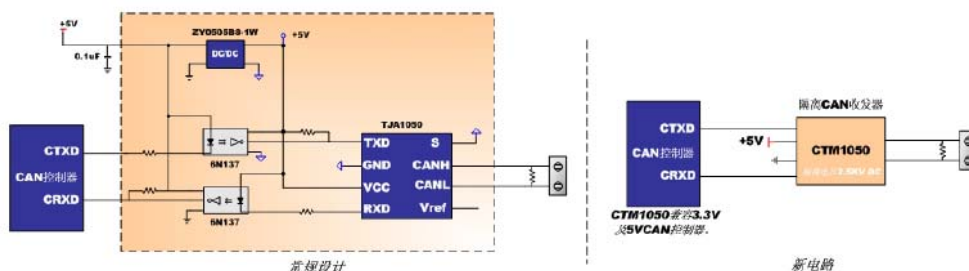 +5V
0.1uF
ZY0505BS-1W
DC/DC
+5V
CTXD
CAN控制器
CRXD
6N137
6N137
TJA1050
TXD
S
GND
CANH
VCC
CANL
RXD
Vref
常规设计
CTXD
CAN控制器
CRXD
CTM1050兼容3.3V
及5VCAN控制器.
+5V
隔离CAN收发器
CTM1050
新电路